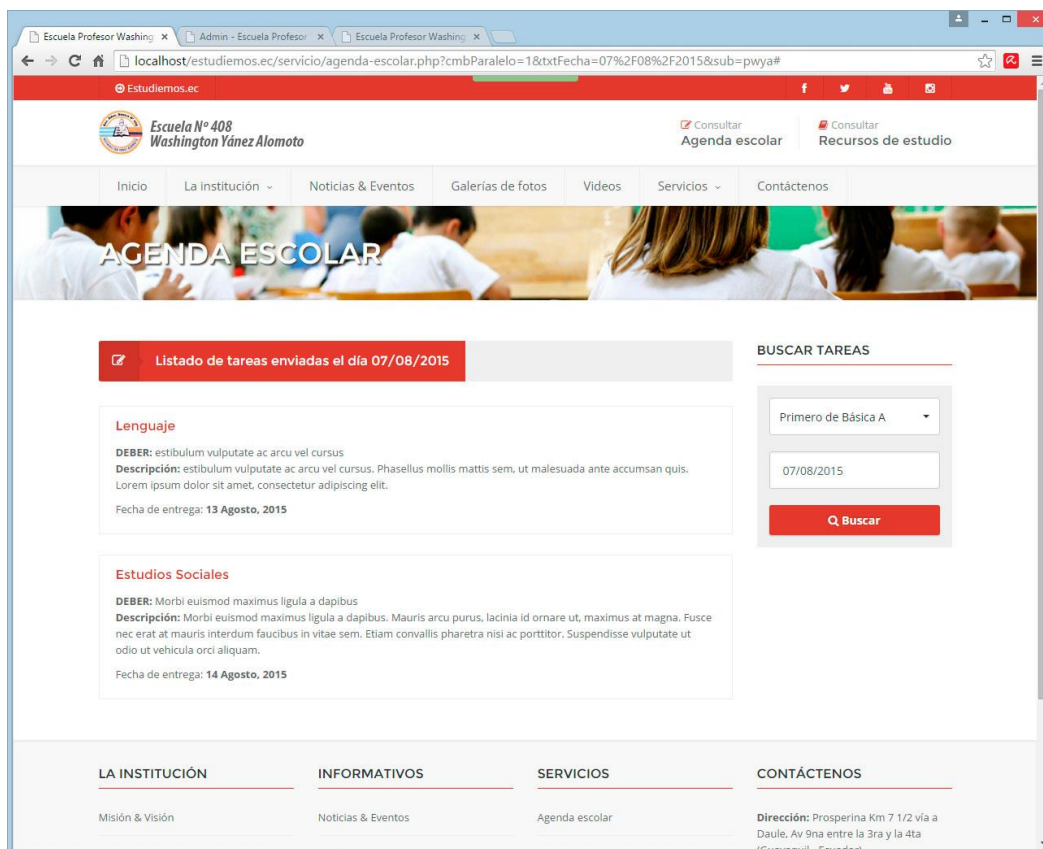 Escuela Profesor Washing
Admin - Escuela Profesor
Escuela Profesor Washing
localhost/estudiemos.ec/servicio/agenda-escolar.php?cmbParalelo=1&txtFecha=07%2F08%2F2015&sub=pwya#
Estudiemos.ec
Escuela Nº 408
Washington Yánez Alomoto
Consultar
Agenda escolar
Consultar
Recursos de estudio
Inicio La institución Noticias & Eventos Galerías de fotos Videos Servicios Contáctenos
AGENDA ESCOLAR
Listado de tareas enviadas el día 07/08/2015
Lenguaje
DEBER: estibulum vulputate ac arcu vel cursus
Descripción: estibulum vulputate ac arcu vel cursus. Phasellus mollis mattis sem, ut malesuada ante accumsan quis.
Lorem ipsum dolor sit amet, consectetur adipiscing elit.
Fecha de entrega: 13 Agosto, 2015
Estudios Sociales
DEBER: Morbi euismod maximus ligula a dapibus
Descripción: Morbi euismod maximus ligula a dapibus. Mauris arcu purus, lacinia id ornare ut, maximus at magna. Fusce
nec erat at mauris interdum faucibus in vitae sem. Etiam convallis pharetra nisi ac porttitor. Suspendisse vulputate ut
odio ut vehicula orci aliquam.
Fecha de entrega: 14 Agosto, 2015
BUSCAR TAREAS
Primero de Básica A
07/08/2015
Buscar
LA INSTITUCIÓN
Misión & Visión
INFORMATIVOS
Noticias & Eventos
SERVICIOS
Agenda escolar
CONTÁCTENOS
Dirección: Prosperina Km 7 1/2 vía a
Daule, Av 9na entre la 3ra y la 4ta
(Guayaquil - Ecuador)